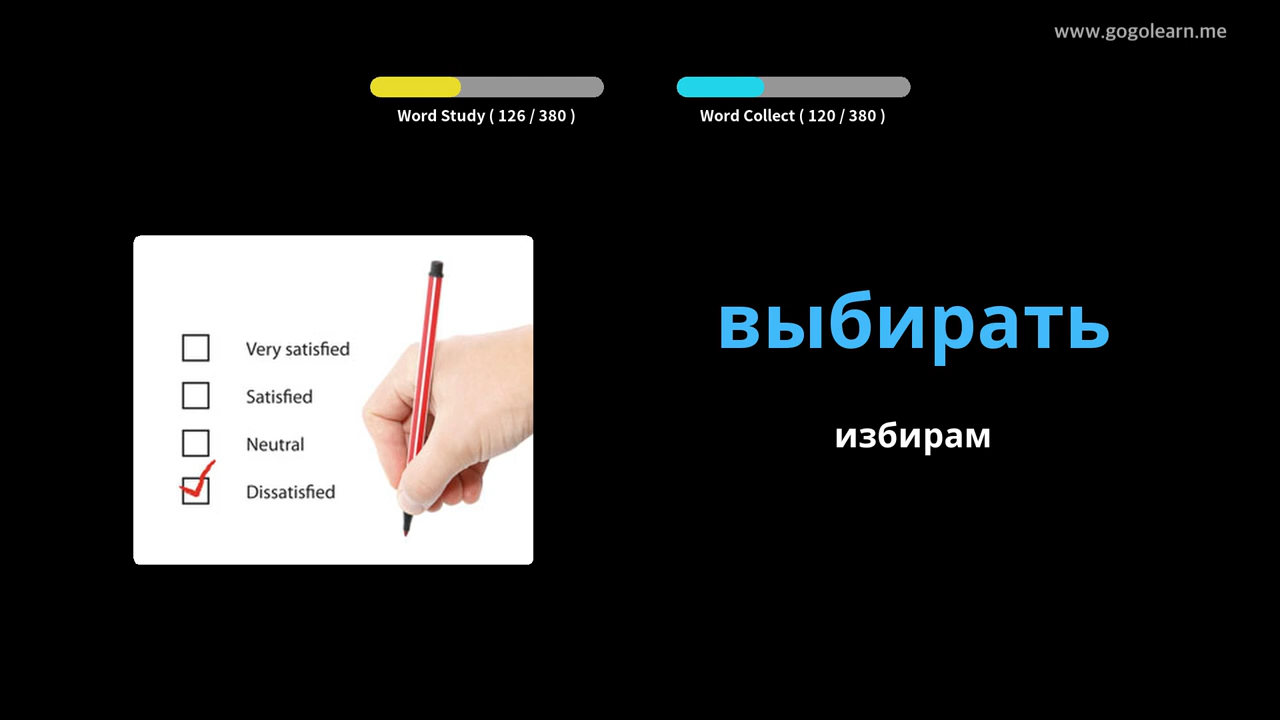 www.gogolearn.me
Word Study ( 126 / 380 )
Word Collect ( 120 / 380 )
Very satisfied
Satisfied
Neutral
Dissatisfied
выбирать
избирам